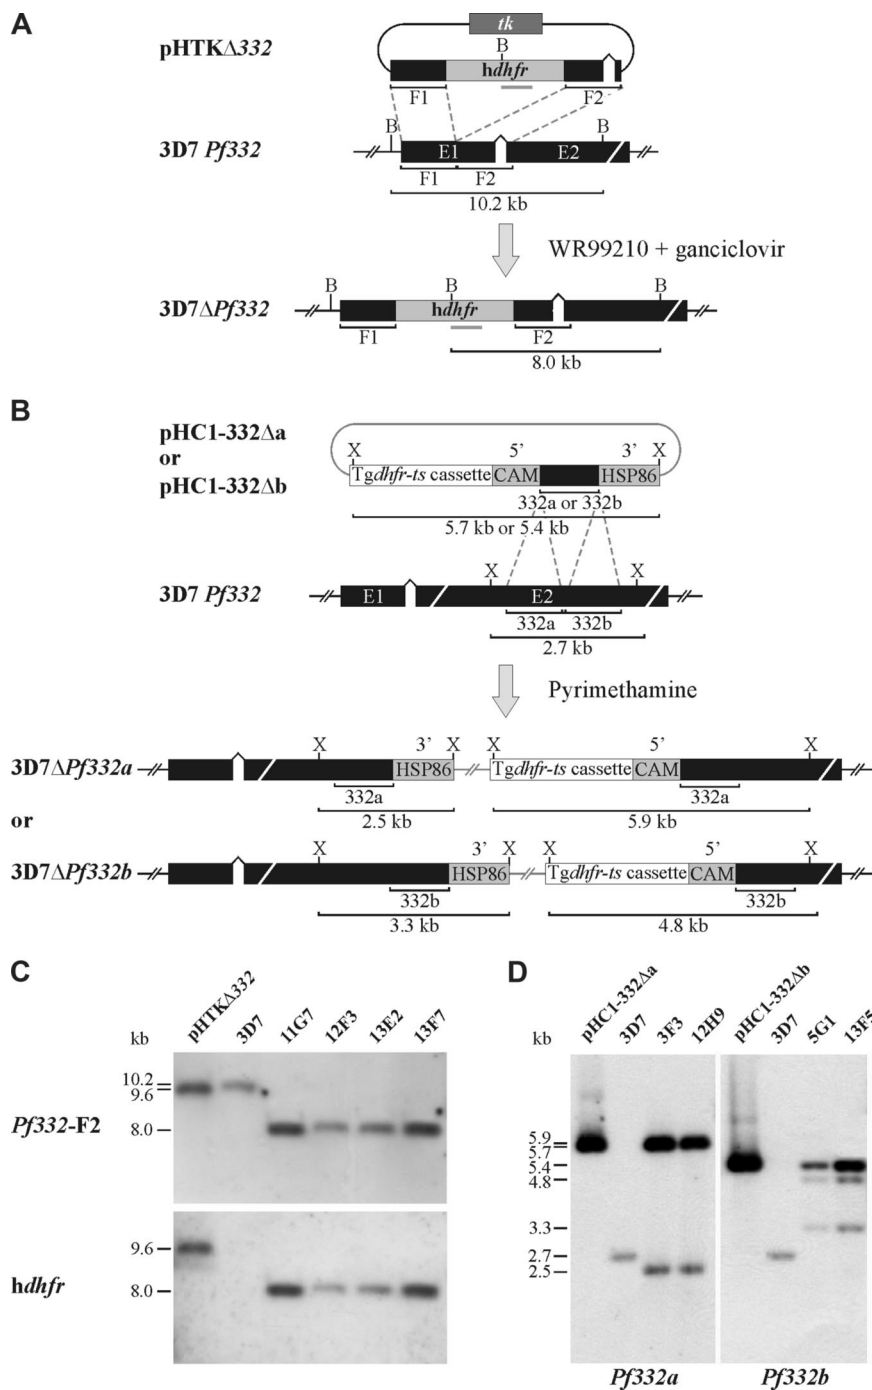 A
tk
pHTKΔ332
B
hdhfr
F1 F2
B B
3D7 Pf332
E1 E2
F1 F2
10.2 kb
WR99210 + ganciclovir
B B B
3D7ΔPf332
hdhfr
F1 F2
8.0 kb
B
pHC1-332Δa
or
pHC1-332Δb
X 5' 3' X
Tgdhfr-ts cassette CAM HSP86
332a or 332b
5.7 kb or 5.4 kb
X X
3D7 Pf332
E1 E2
332a 332b
2.7 kb
Pyrimethamine
X 3' X X 5' X
3D7ΔPf332a
HSP86 Tgdhfr-ts cassette CAM
332a 332a
2.5 kb 5.9 kb
or
X 3' X X 5' X
3D7ΔPf332b
HSP86 Tgdhfr-ts cassette CAM
332b 332b
3.3 kb 4.8 kb
C
kb pHTKΔ332 3D7 11G7 12F3 13E2 13F7
10.2
9.6
Pf332-F2
8.0
9.6
hdhfr
8.0
D
kb pHC1-332Δa 3D7 3F3 12H9 pHC1-332Δb 3D7 5G1 13F5
5.9
5.7
5.4
4.8
3.3
2.7
2.5
Pf332a Pf332b